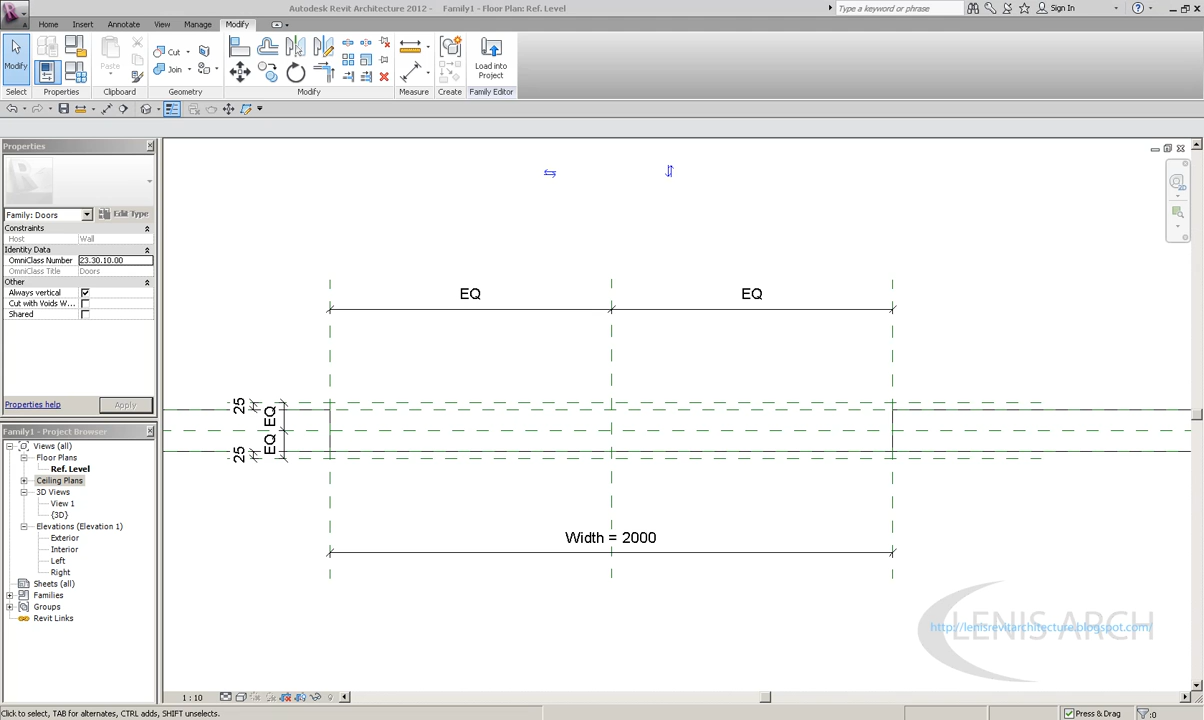 Autodesk Revit Architecture 2012 - Family1 - Floor Plan: Ref. Level
Type a keyword or phrase
Sign In
Home Insert Annotate View Manage Modify
Modify
Paste
Cut
Join
Load into
Project
Select Properties Clipboard Geometry Modify Measure Create Family Editor
Properties
Family: Doors
Edit Type
Constraints
Host Wall
Identity Data
OmniClass Number 23.30.10.00
OmniClass Title Doors
Other
Always vertical
Cut with Voids W...
Shared
Properties help
Apply
Family1 - Project Browser
Views (all)
Floor Plans
Ref. Level
Ceiling Plans
3D Views
View 1
{3D}
Elevations (Elevation 1)
Exterior
Interior
Left
Right
Sheets (all)
Families
Groups
Revit Links
EQ EQ
25
EQ
EQ
25
Width = 2000
LENIS ARCH
http://lenisrevitarchitecture.blogspot.com/
1 : 10
Click to select, TAB for alternates, CTRL adds, SHIFT unselects.
Press & Drag
:0